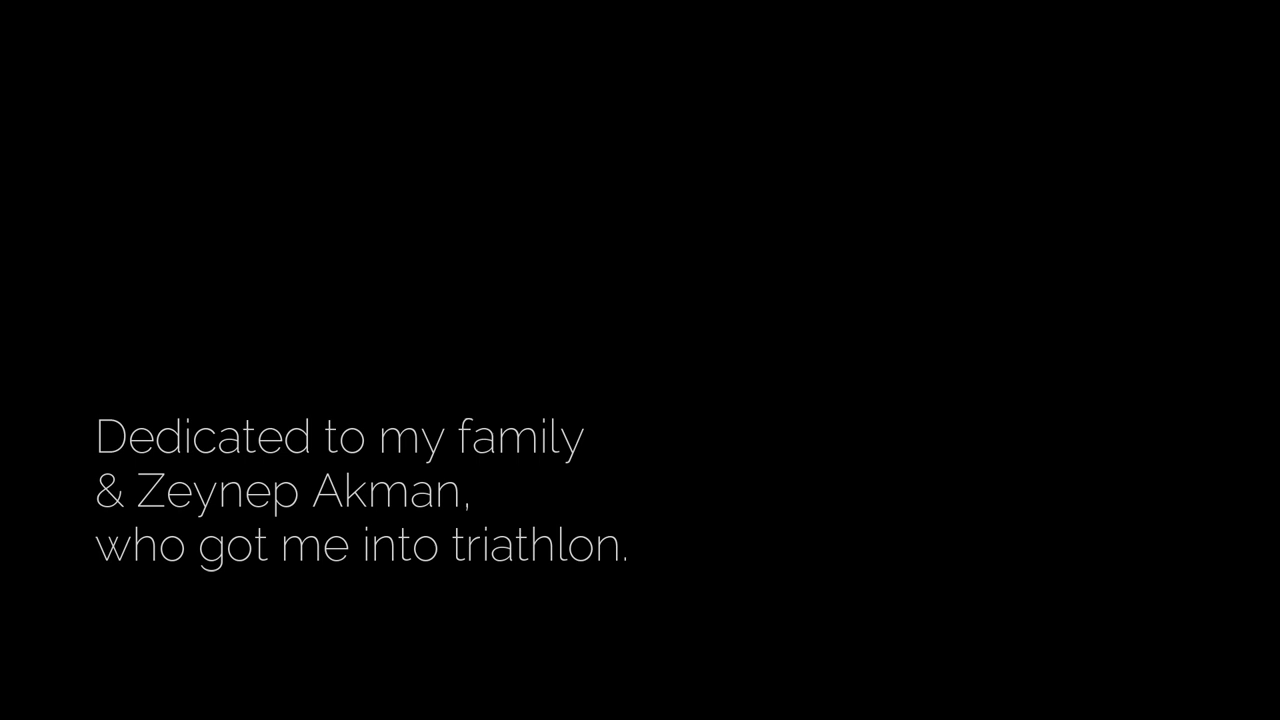 Dedicated to my family
& Zeynep Akman,
who got me into triathlon.